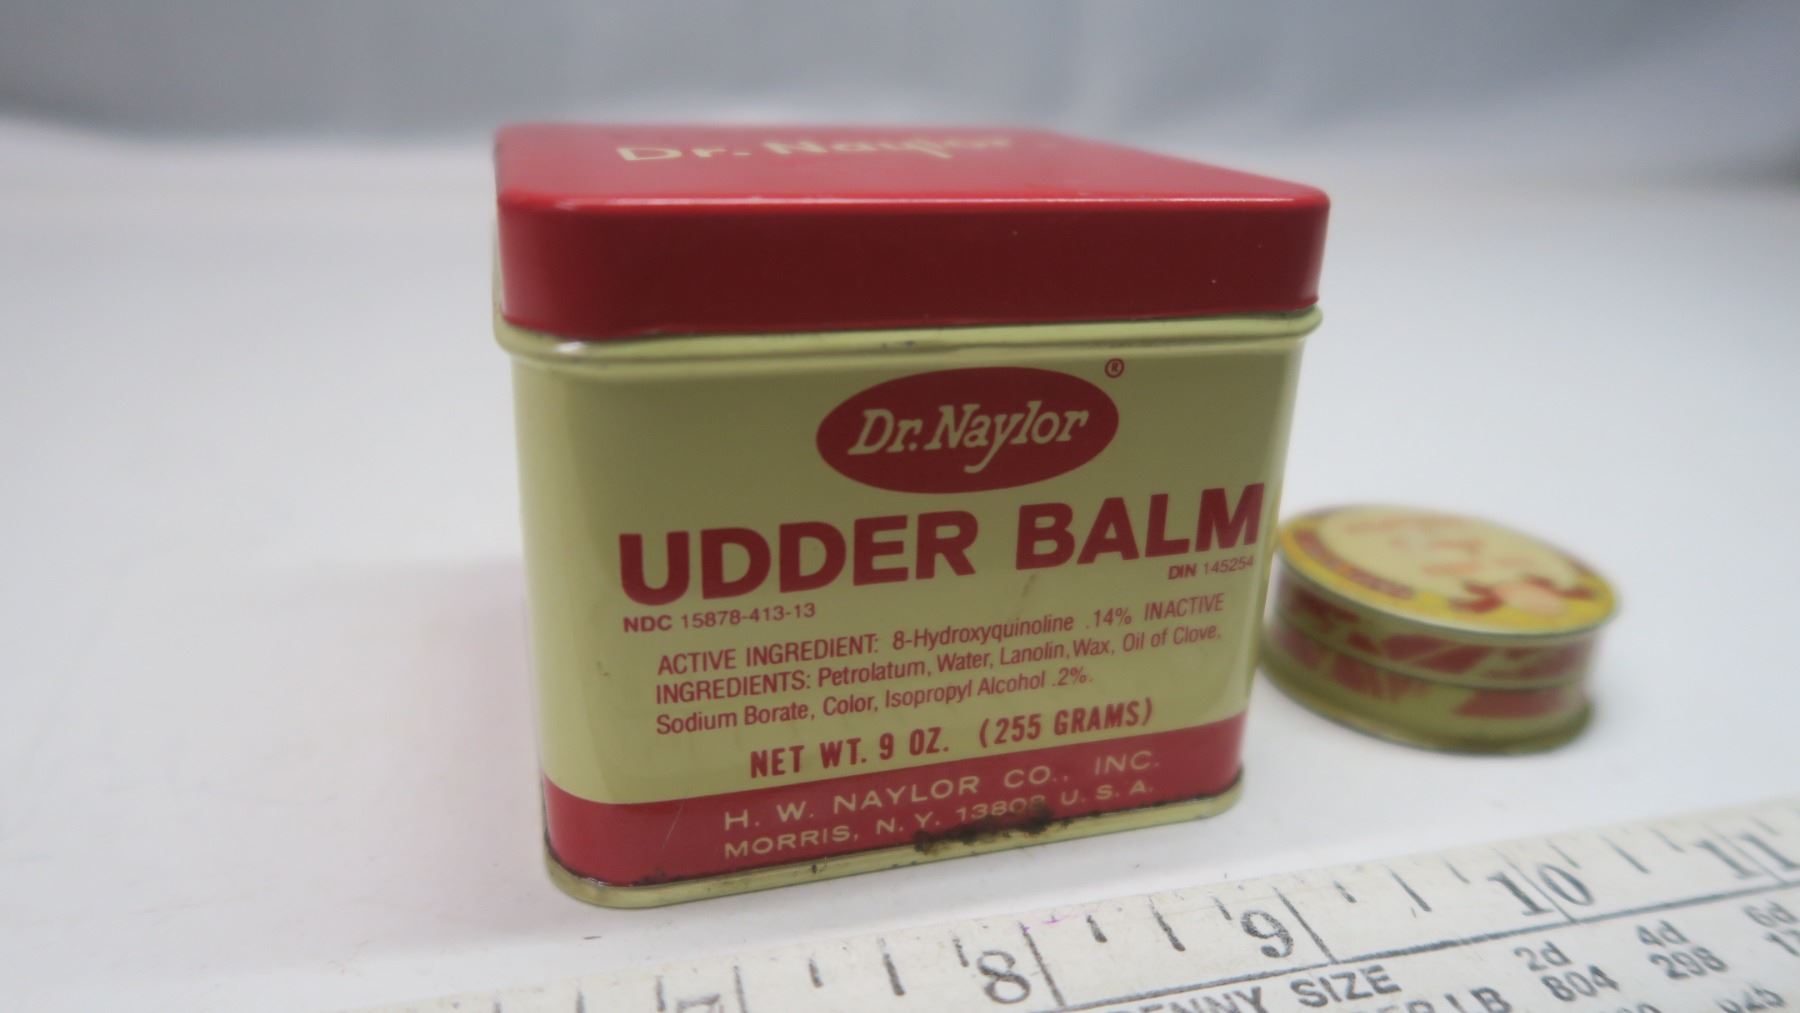 Dr. Naylor
Dr. Naylor ®
UDDER BALM
DIN 145254
NDC 15878-413-13
ACTIVE INGREDIENT: 8-Hydroxyquinoline .14% INACTIVE
INGREDIENTS: Petrolatum, Water, Lanolin, Wax, Oil of Clove,
Sodium Borate, Color, Isopropyl Alcohol .2%.
NET WT. 9 OZ. (255 GRAMS)
H. W. NAYLOR CO., INC.
MORRIS, N. Y. 13808 U. S. A.
7 8 9 10 11
PENNY SIZE 2d 4d 6d
PER LB 804 298